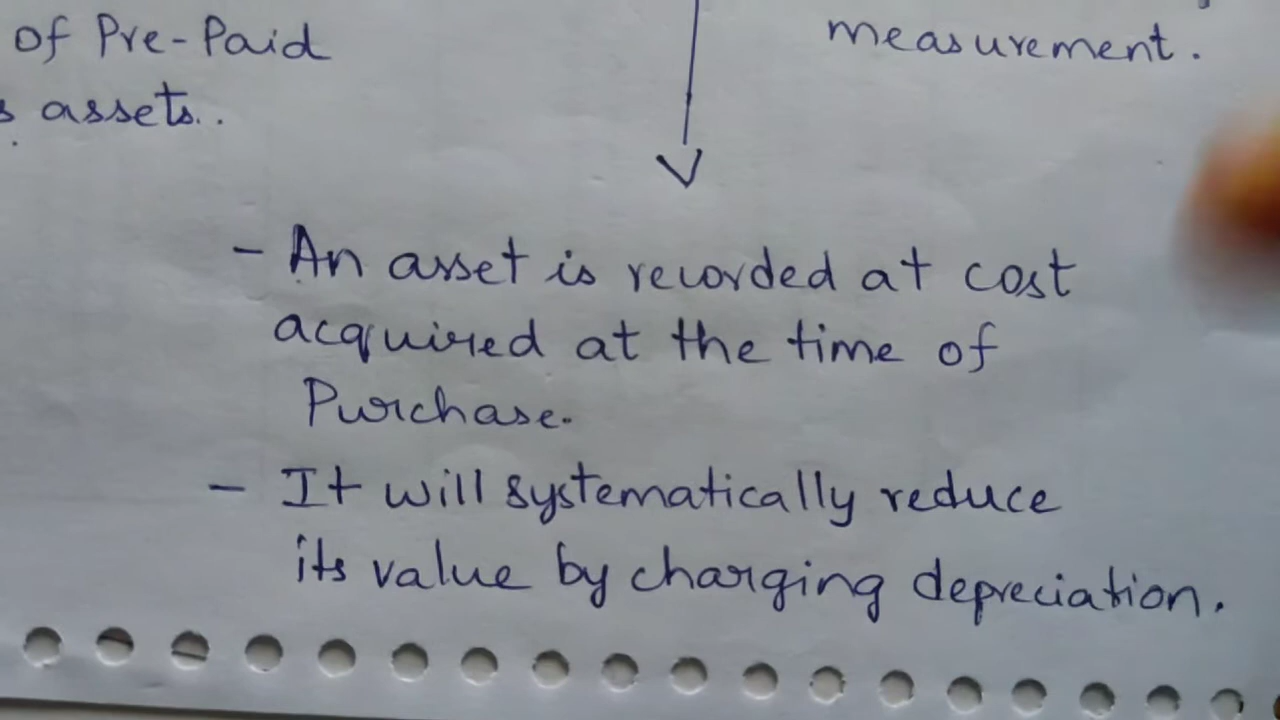 of Pre-Paid
assets..
measurement.
- An asset is recorded at cost
acquired at the time of
Purchase.
- It will systematically reduce
its value by charging depreciation.